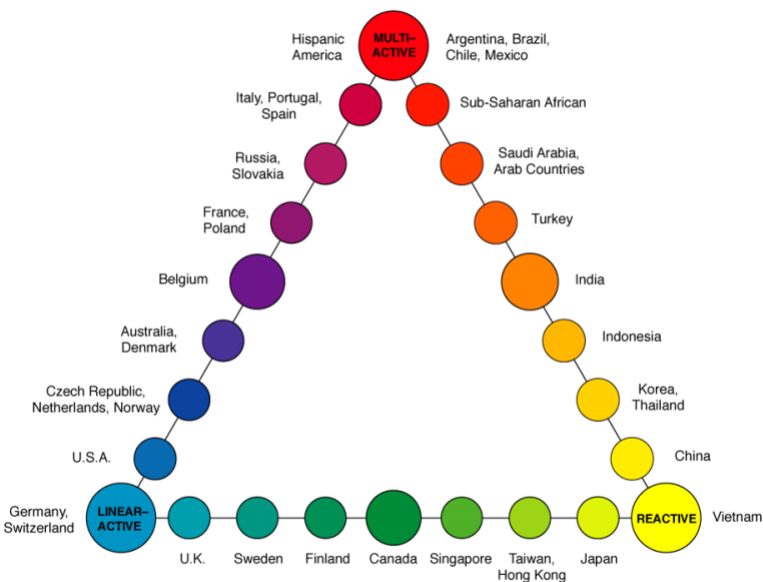 Hispanic
America
MULTI–
ACTIVE
Argentina, Brazil,
Chile, Mexico
Italy, Portugal,
Spain
Sub-Saharan African
Russia,
Slovakia
Saudi Arabia,
Arab Countries
France,
Poland
Turkey
Belgium
India
Australia,
Denmark
Indonesia
Czech Republic,
Netherlands, Norway
Korea,
Thailand
U.S.A.
China
Germany,
Switzerland
LINEAR–
ACTIVE
REACTIVE
Vietnam
U.K.
Sweden
Finland
Canada
Singapore
Taiwan,
Hong Kong
Japan